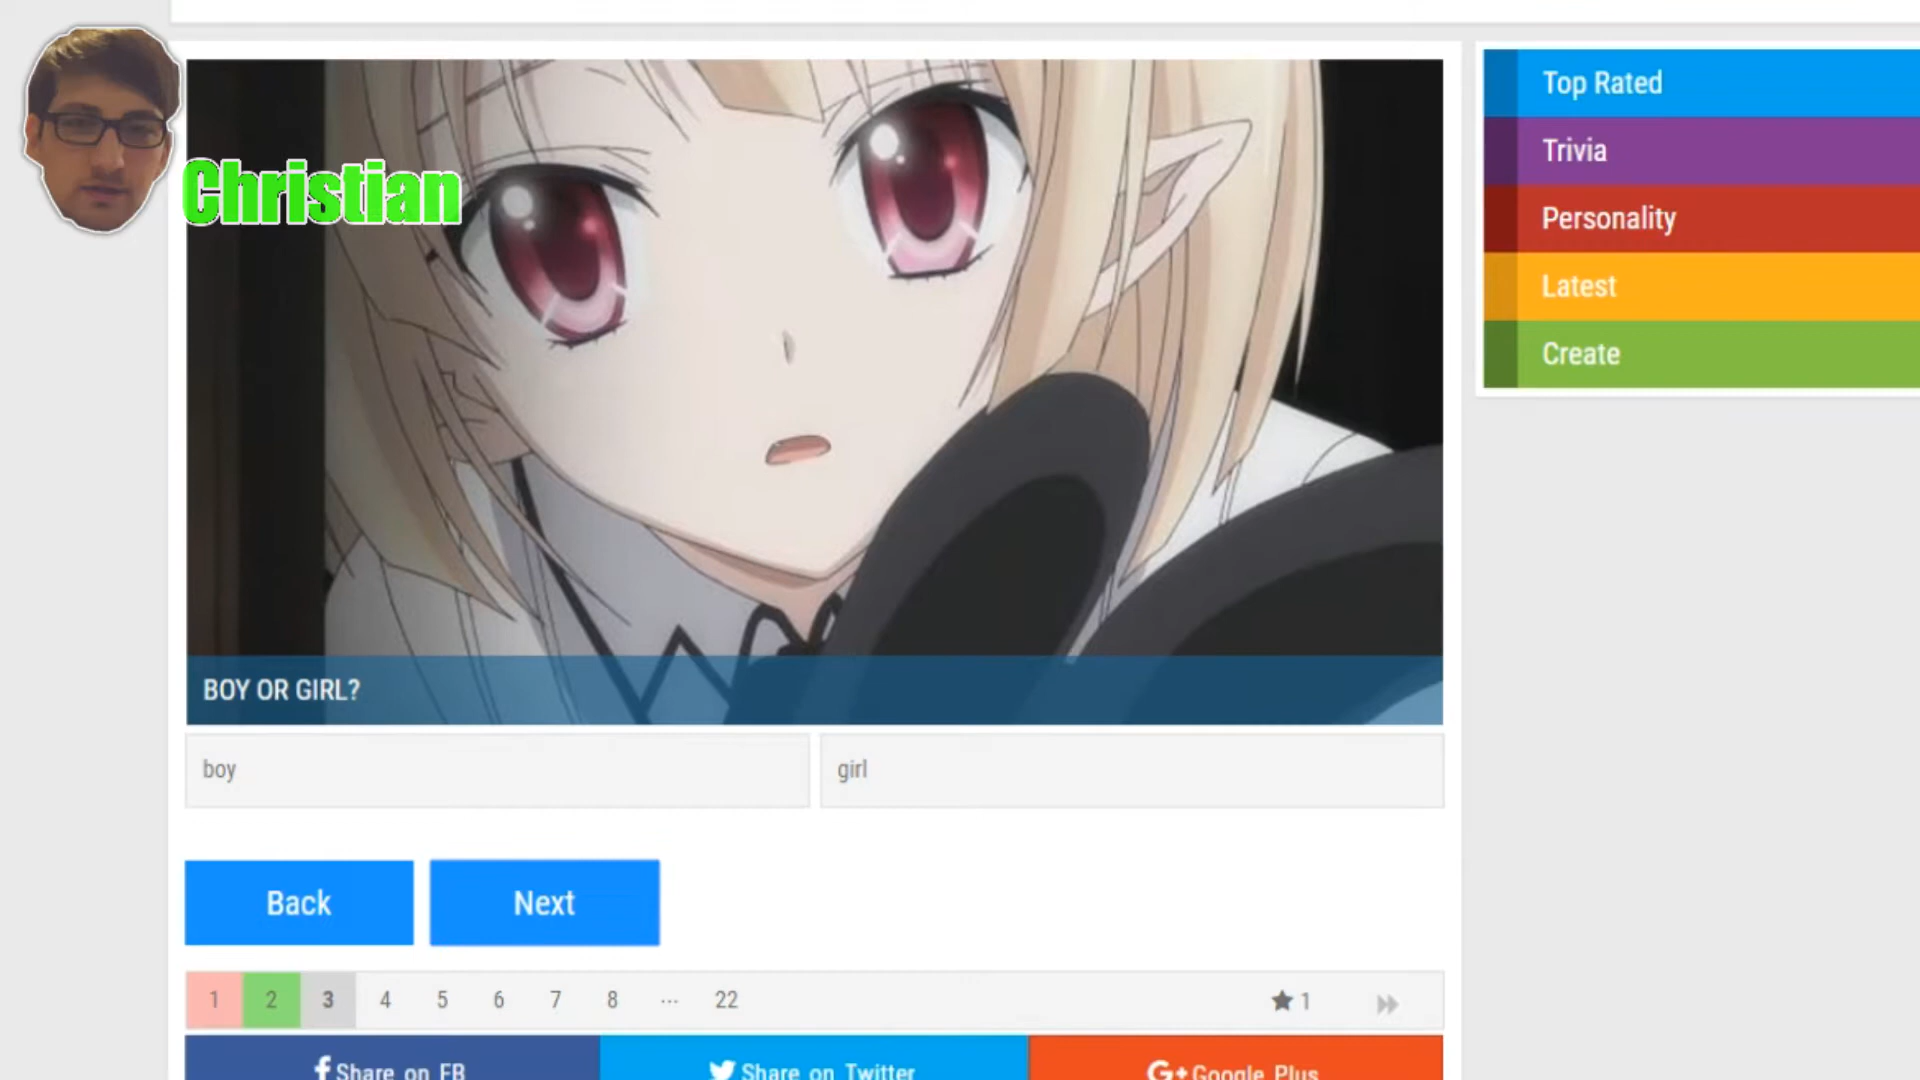 Christian
Top Rated
Trivia
Personality
Latest
Create
BOY OR GIRL?
boy
girl
Back
Next
1 2 3 4 5 6 7 8 ... 22
1
Share on FB
Share on Twitter
G+ Google Plus